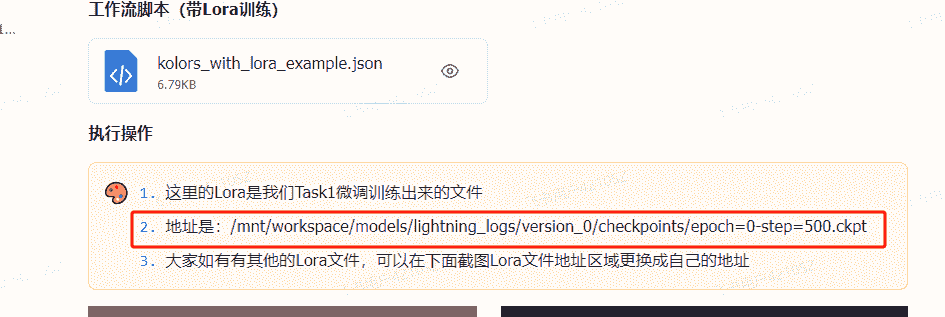 工作流脚本（带Lora训练）
kolors_with_lora_example.json
6.79KB
执行操作
1. 这里的Lora是我们Task1微调训练出来的文件
2. 地址是：/mnt/workspace/models/lightning_logs/version_0/checkpoints/epoch=0-step=500.ckpt
3. 大家如有有其他的Lora文件，可以在下面截图Lora文件地址区域更换成自己的地址